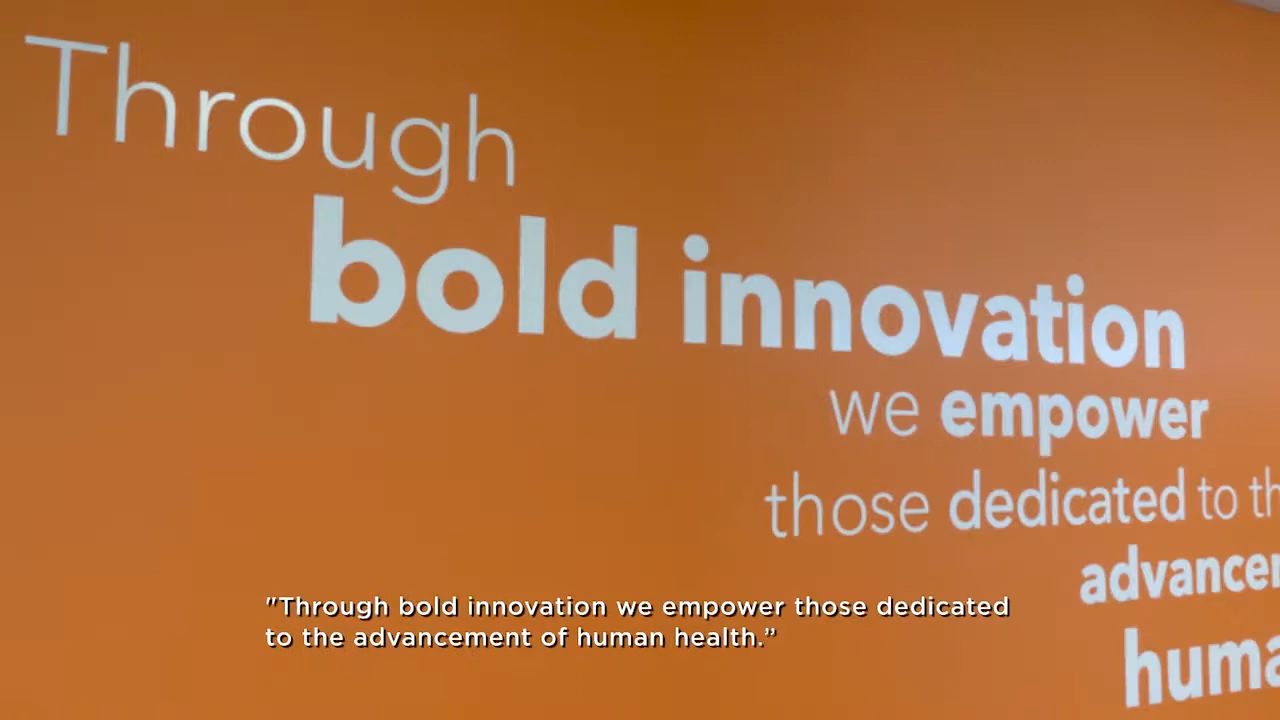 Through
bold innovation
we empower
those dedicated to th
advancem
huma
"Through bold innovation we empower those dedicated
to the advancement of human health.”